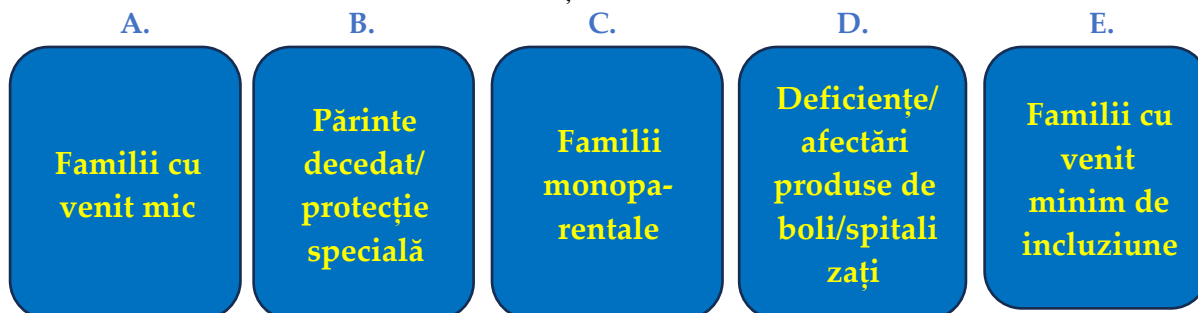 A.
B.
C.
D.
E.
Familii cu
venit mic
Părinte
decedat/
protecție
specială
Familii
monopa-
rentale
Deficiențe/
afectări
produse de
boli/spitali
zați
Familii cu
venit
minim de
incluziune